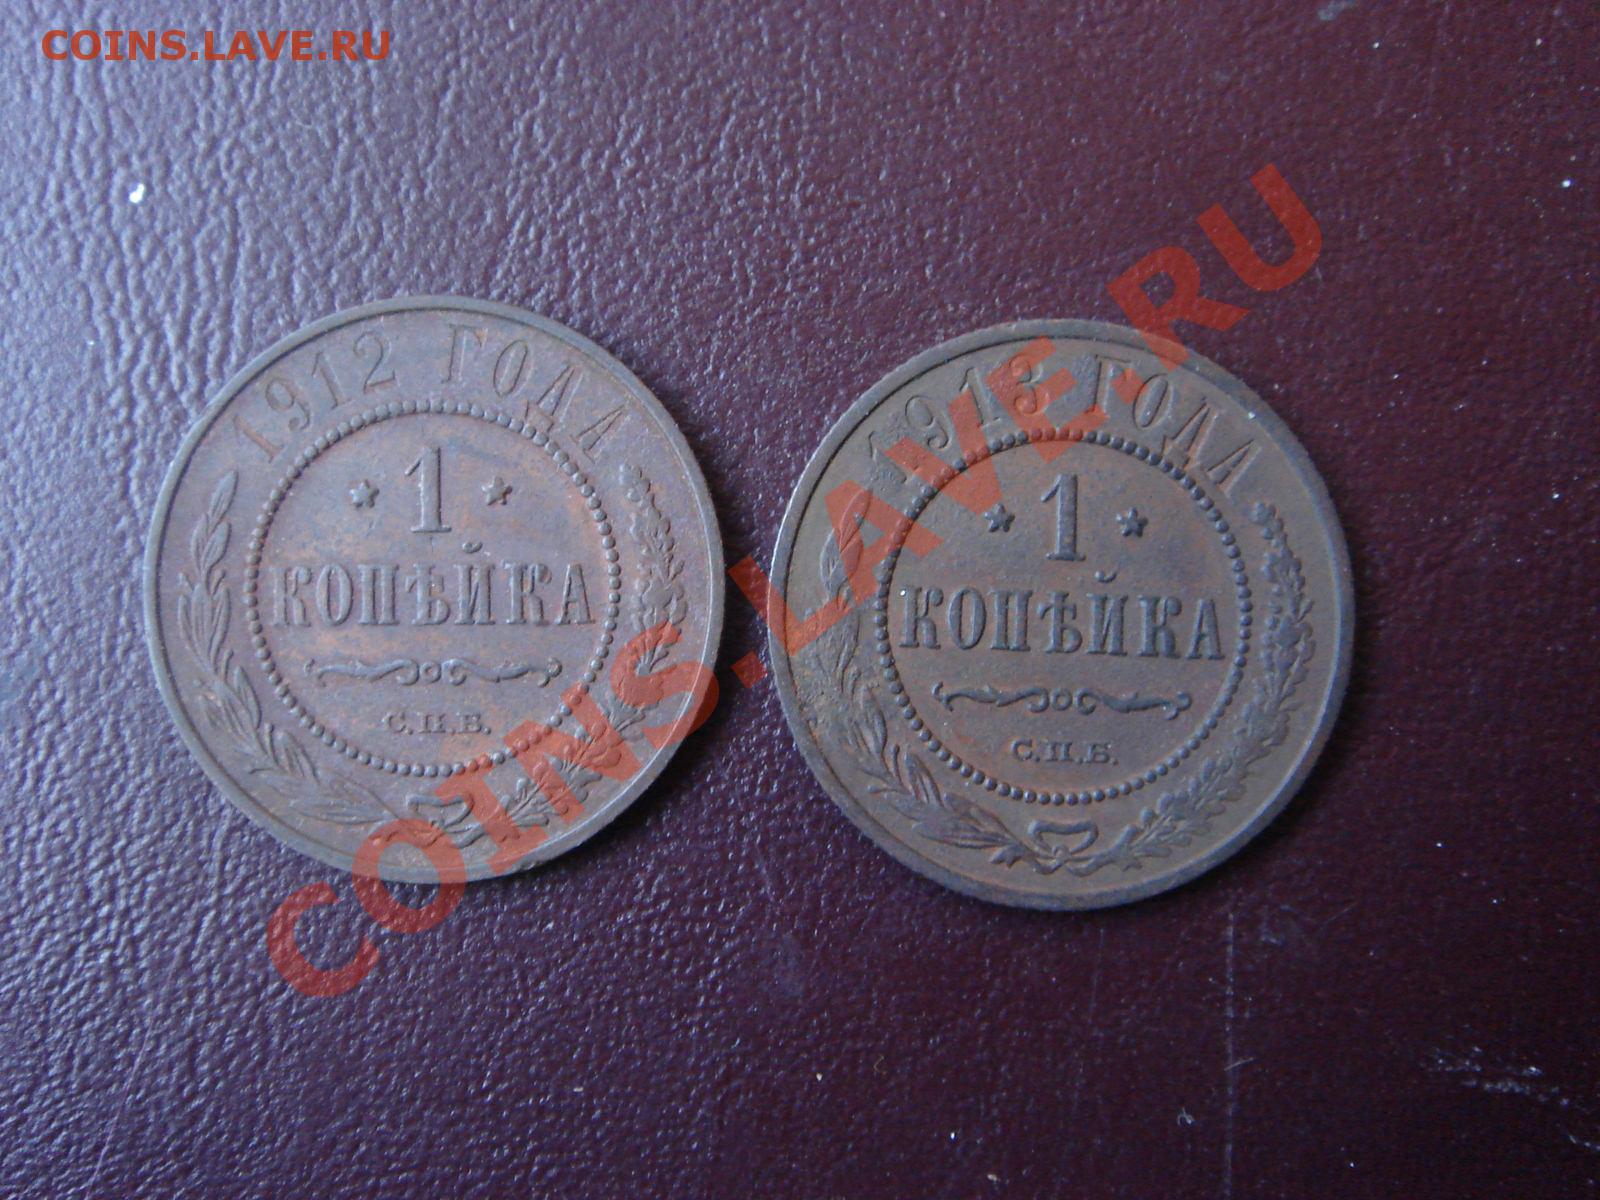 COINS.LAVE.RU
1912 ГОДА
* 1 *
КОПѢЙКА
С.П.Б.
1913 ГОДА
* 1 *
КОПѢЙКА
С.П.Б.
COINS.LAVE.RU